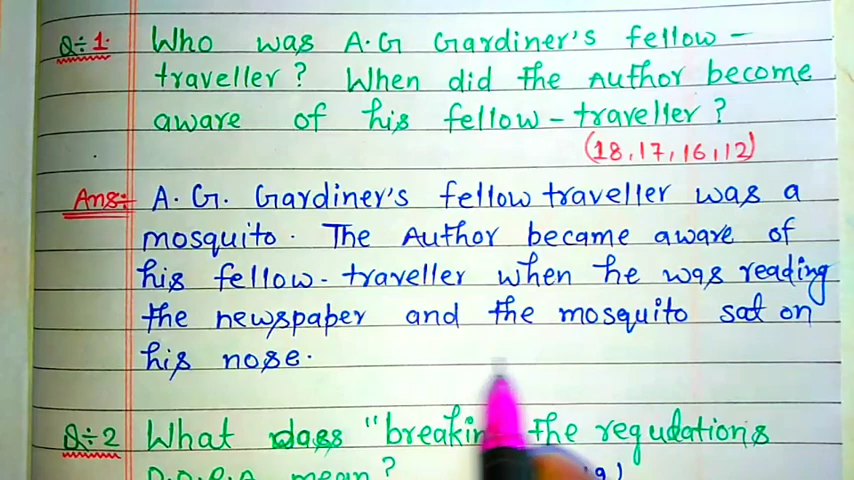 Q÷1. Who was A.G Gardiner's fellow-
traveller? When did the Author become
aware of his fellow-traveller?
(18,17,16,12)
Ans:- A.G. Gardiner's fellow traveller was a
mosquito. The Author became aware of
his fellow-traveller when he was reading
the newspaper and the mosquito sat on
his nose.
Q÷2 What does "breaking the regulations
D.O.R.A mean?